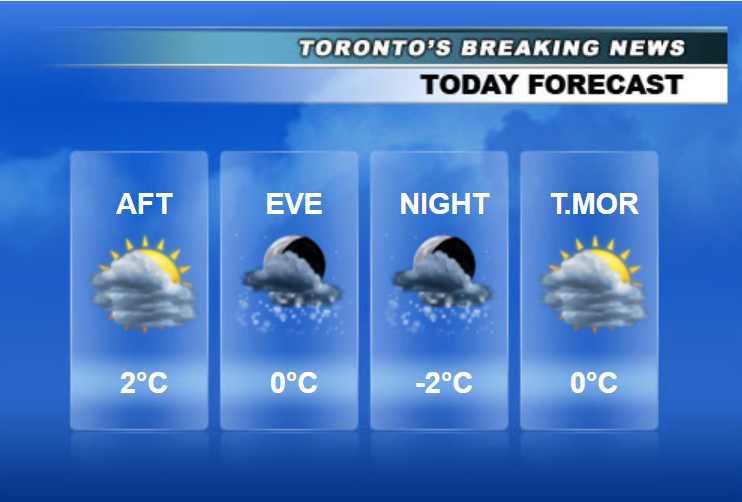 TORONTO'S BREAKING NEWS
TODAY FORECAST
AFT EVE NIGHT T.MOR
2°C 0°C -2°C 0°C